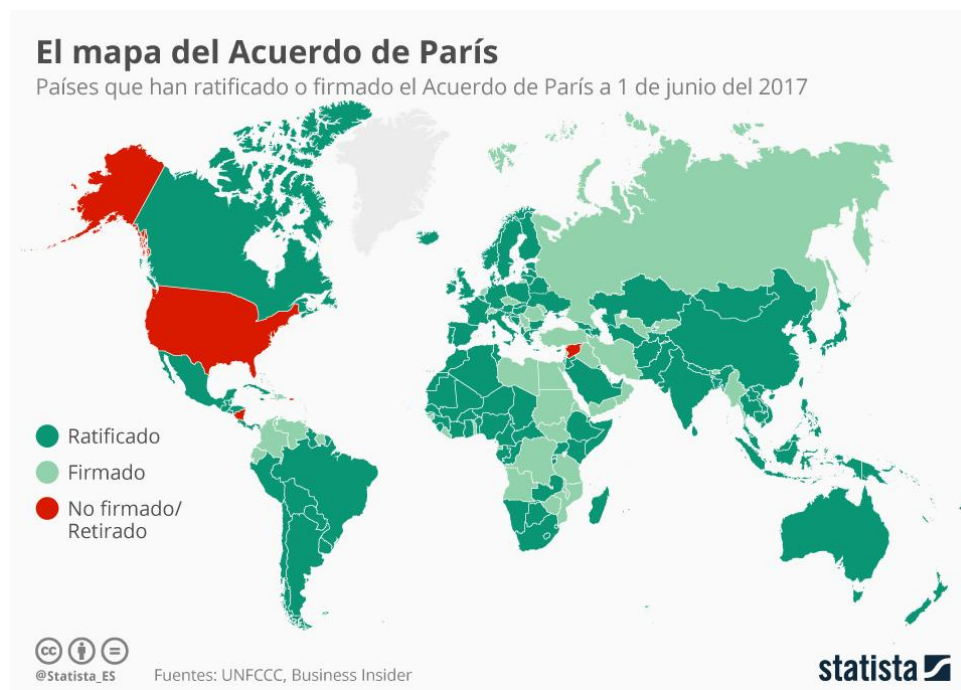 El mapa del Acuerdo de París
Países que han ratificado o firmado el Acuerdo de París a 1 de junio del 2017
Ratificado
Firmado
No firmado/
Retirado
cc
@Statista_ES
Fuentes: UNFCCC, Business Insider
statista